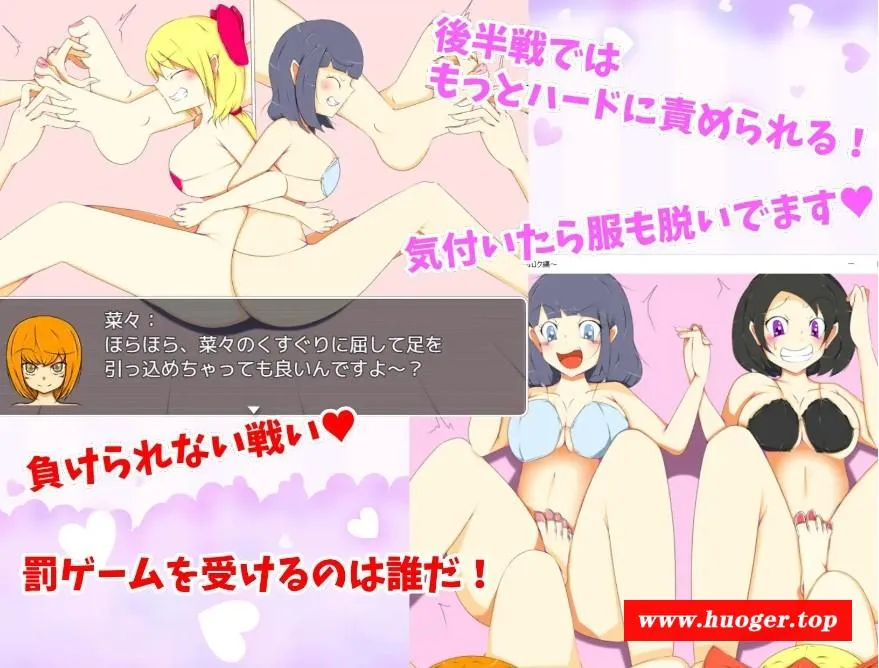 後半戦では
もっとハードに責められる！
気付いたら服も脱いでます♥
菜々：
ほらほら、菜々のくすぐりに屈して足を
引っ込めちゃっても良いんですよ～？
負けられない戦い♥
罰ゲームを受けるのは誰だ！
www.huoger.top